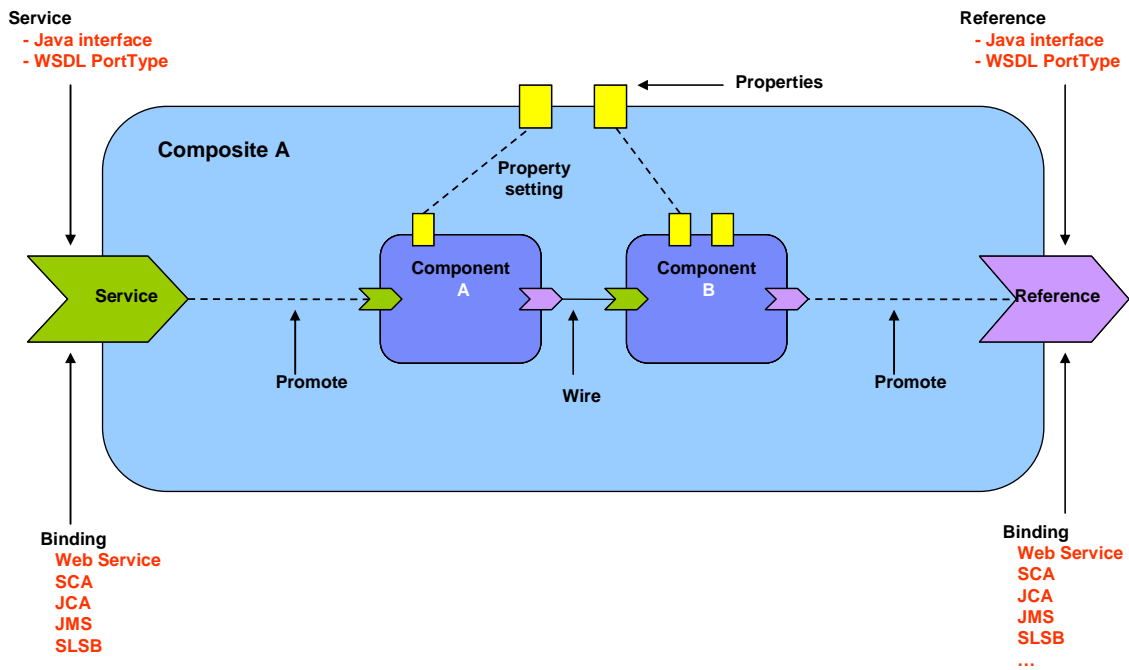 Service
- Java interface
- WSDL PortType
Reference
- Java interface
- WSDL PortType
Properties
Composite A
Property
setting
Component
A
Component
B
Service
Reference
Promote
Wire
Promote
Binding
Web Service
SCA
JCA
JMS
SLSB
Binding
Web Service
SCA
JCA
JMS
SLSB
...